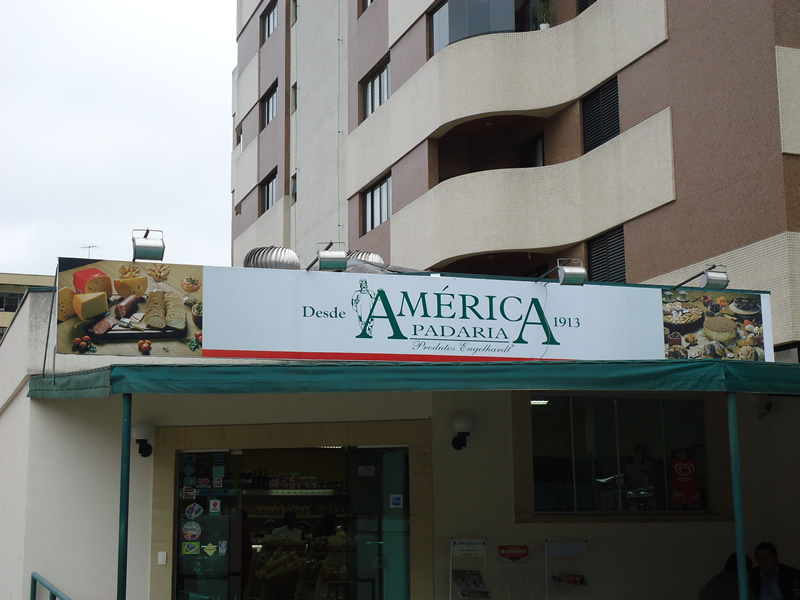 Desde
AMÉRICA
PADARIA
1913
Produtos Engelhardt